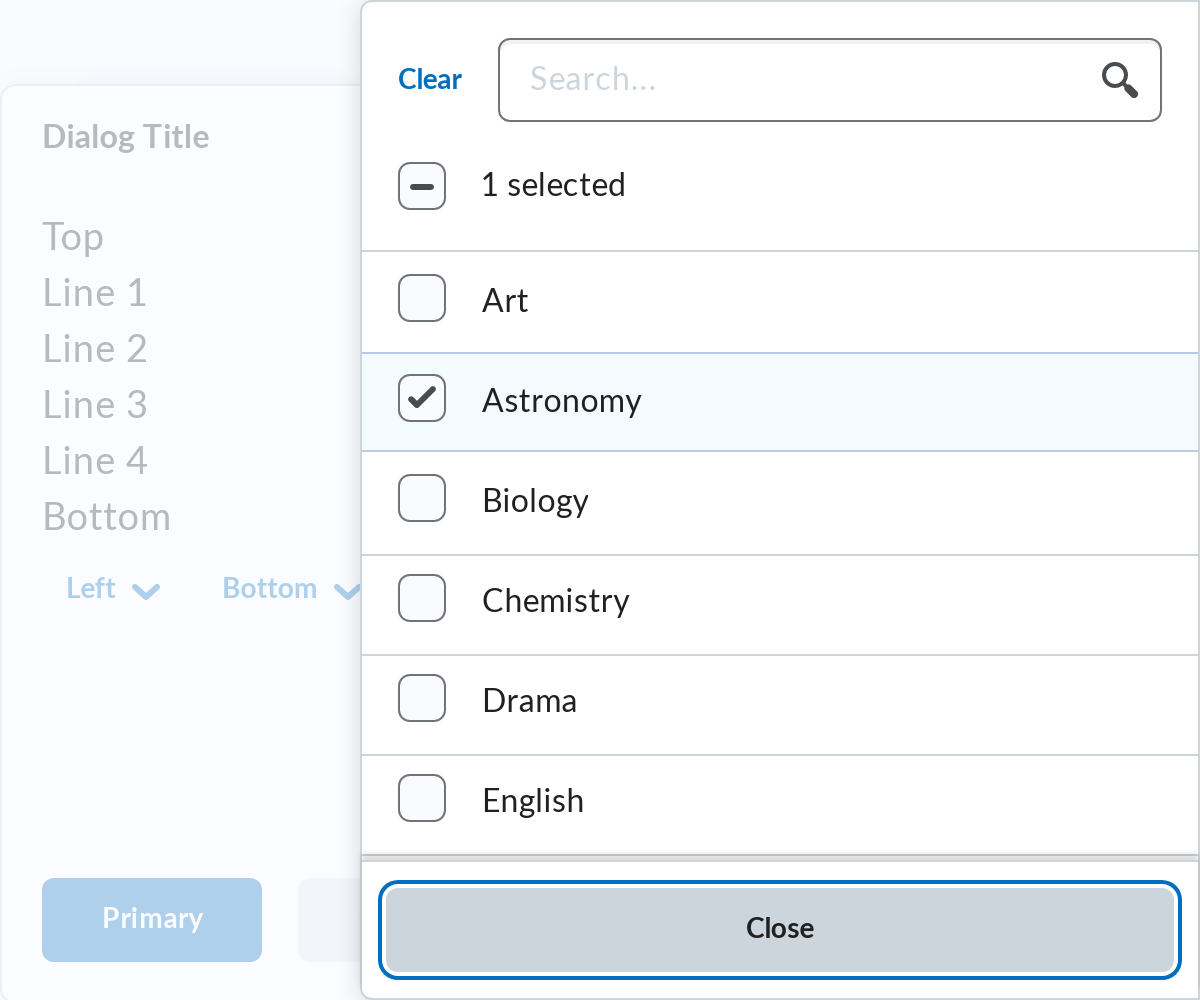 Dialog Title
Top
Line 1
Line 2
Line 3
Line 4
Bottom
Left
Bottom
Primary
Clear
Search...
1 selected
Art
Astronomy
Biology
Chemistry
Drama
English
Close